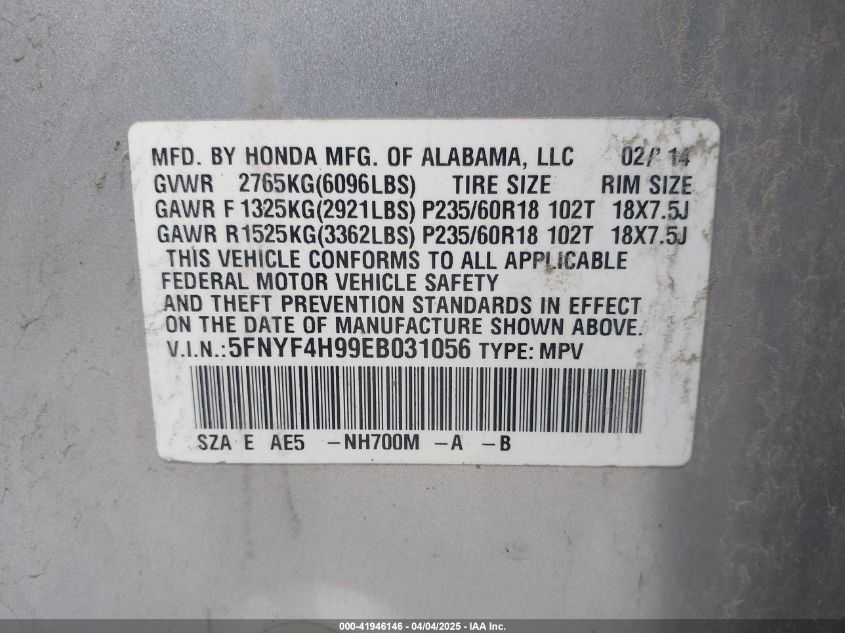 MFD. BY HONDA MFG. OF ALABAMA, LLC 02/'14
GVWR 2765KG(6096LBS) TIRE SIZE RIM SIZE
GAWR F 1325KG(2921LBS) P235/60R18 102T 18X7.5J
GAWR R1525KG(3362LBS) P235/60R18 102T 18X7.5J
THIS VEHICLE CONFORMS TO ALL APPLICABLE
FEDERAL MOTOR VEHICLE SAFETY
AND THEFT PREVENTION STANDARDS IN EFFECT
ON THE DATE OF MANUFACTURE SHOWN ABOVE.
V.I.N.:5FNYF4H99EB031056 TYPE: MPV
SZA E AE5 -NH700M -A -B
000-41946146 - 04/04/2025 - IAA Inc.